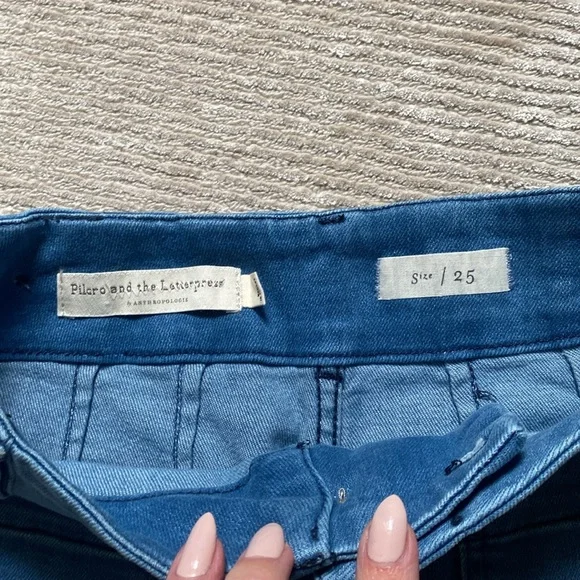 Pilcro and the Letterpress
& ANTHROPOLOGIE
Size / 25